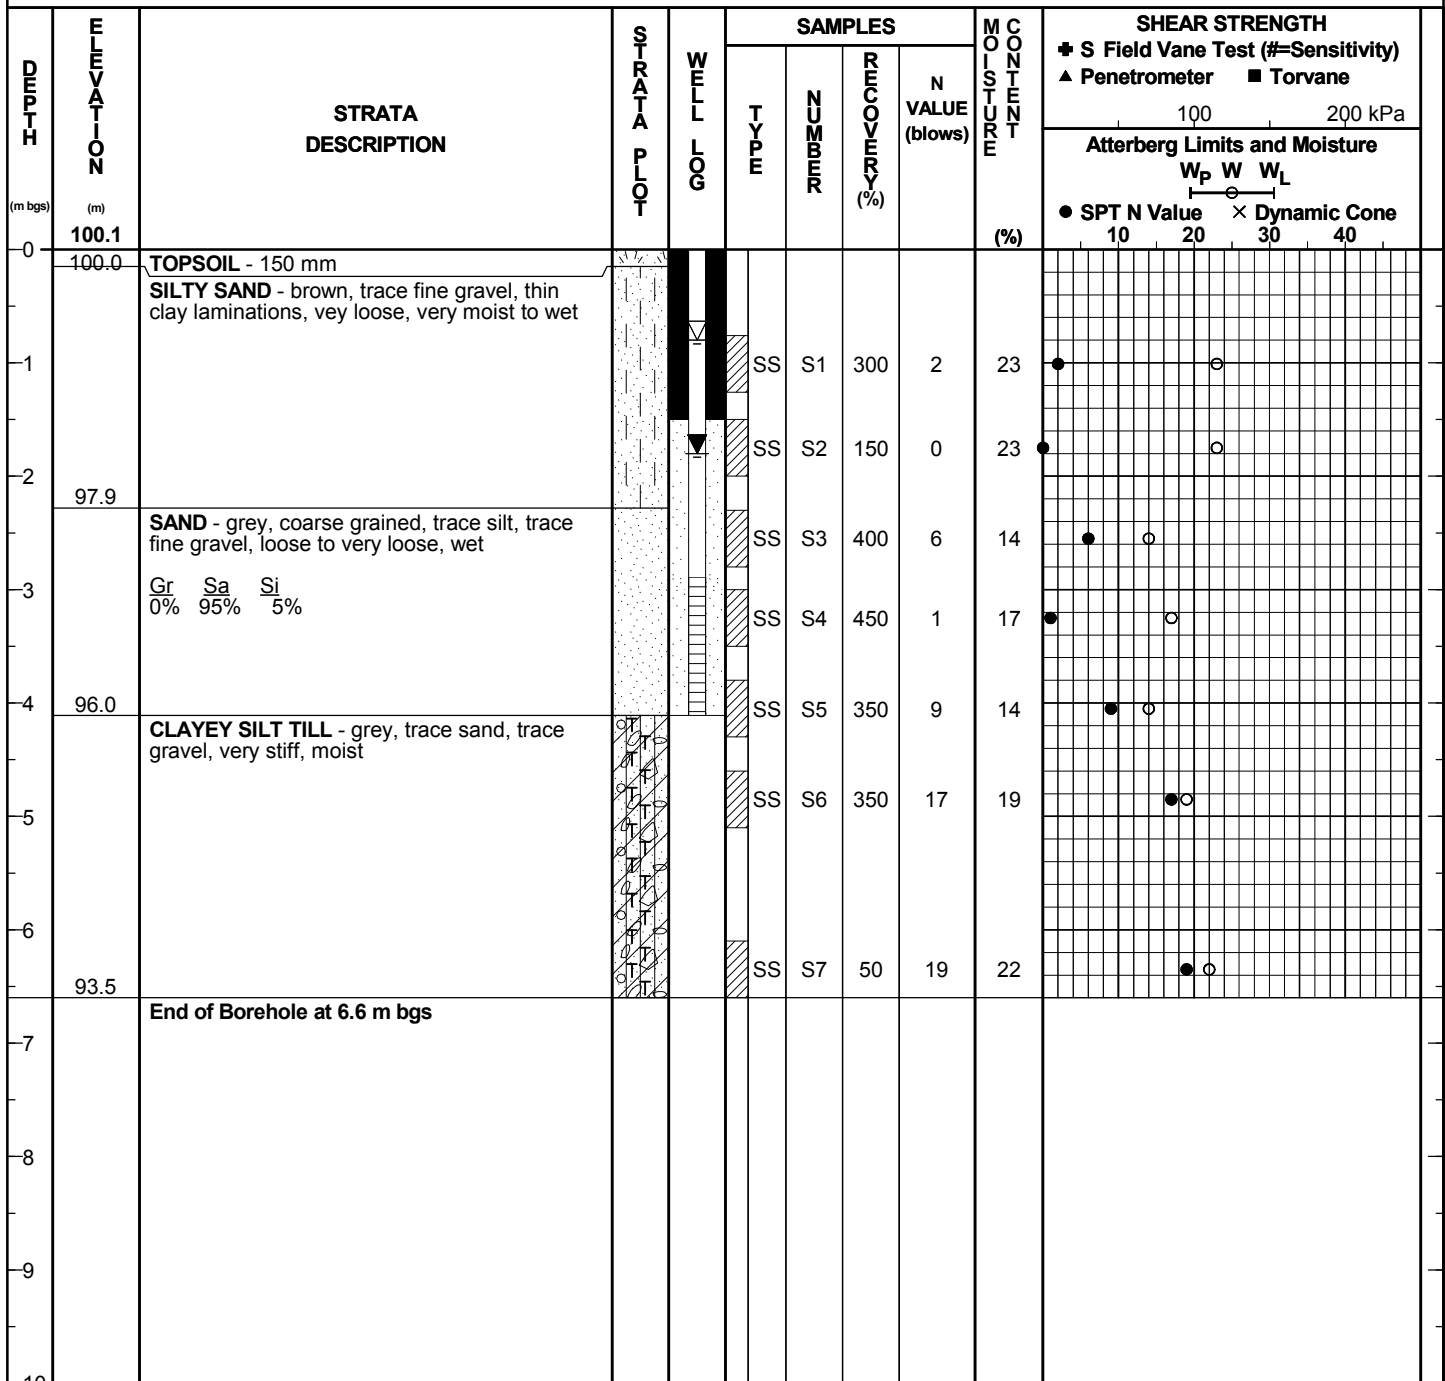 DEPTH
(m bgs)
ELEVATION
(m)
100.1
STRATA
DESCRIPTION
STRATA PLOT
WELL LOG
SAMPLES
TYPE
NUMBER
RECOVERY
(%)
N
VALUE
(blows)
MOISTURE
CONTENT
(%)
SHEAR STRENGTH
S Field Vane Test (#=Sensitivity)
Penetrometer Torvane
100 200 kPa
Atterberg Limits and Moisture
WP W WL
SPT N Value Dynamic Cone
10 20 30 40
0
100.0 TOPSOIL - 150 mm
SILTY SAND - brown, trace fine gravel, thin
clay laminations, vey loose, very moist to wet
1 SS S1 300 2 23
SS S2 150 0 23
2
97.9
SAND - grey, coarse grained, trace silt, trace
fine gravel, loose to very loose, wet
SS S3 400 6 14
Gr Sa Si
0% 95% 5%
3
SS S4 450 1 17
4
96.0
SS S5 350 9 14
CLAYEY SILT TILL - grey, trace sand, trace
gravel, very stiff, moist
SS S6 350 17 19
5
6
SS S7 50 19 22
93.5
End of Borehole at 6.6 m bgs
7
8
9
10